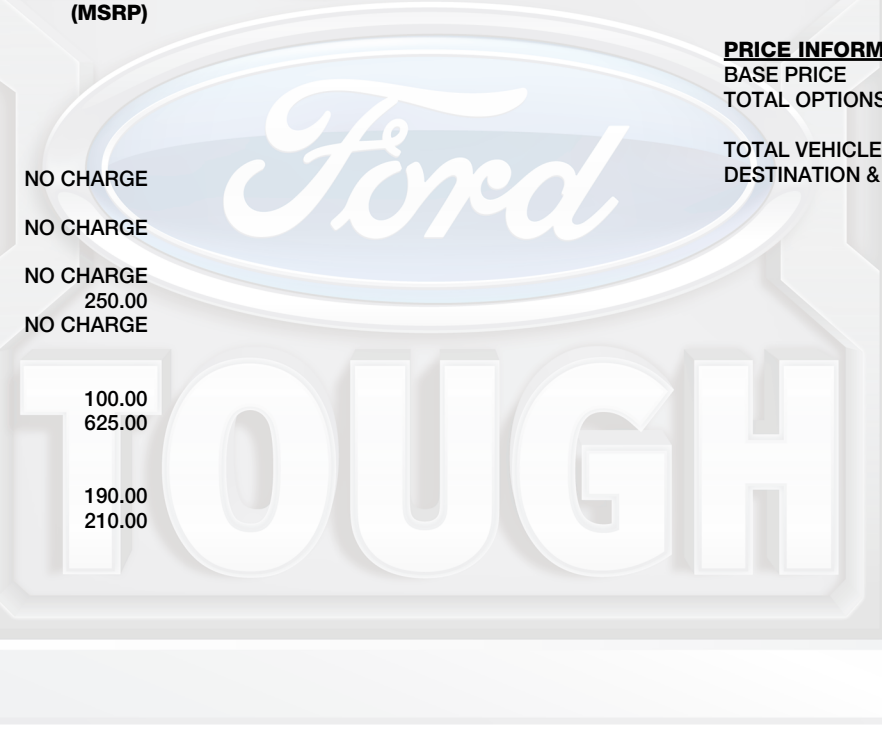 (MSRP)
NO CHARGE
NO CHARGE
NO CHARGE
250.00
NO CHARGE
100.00
625.00
190.00
210.00
PRICE INFORM
BASE PRICE
TOTAL OPTIONS
TOTAL VEHICLE
DESTINATION &
Ford
TOUGH